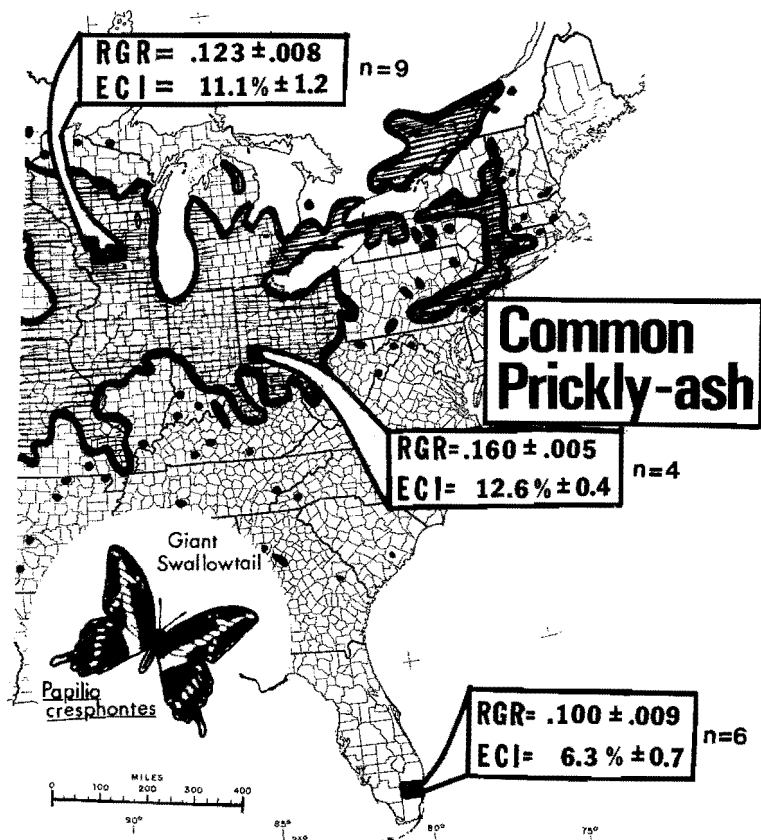 RGR= .123 ±.008
ECI= 11.1% ± 1.2
n=9
Common
Prickly-ash
RGR=.160 ±.005
ECI= 12.6% ± 0.4
n=4
Giant
Swallowtail
Papilio
cresphontes
RGR= .100 ±.009
ECI= 6.3 % ± 0.7
n=6
MILES
0 100 200 300 400
90° 85° 80° 75°